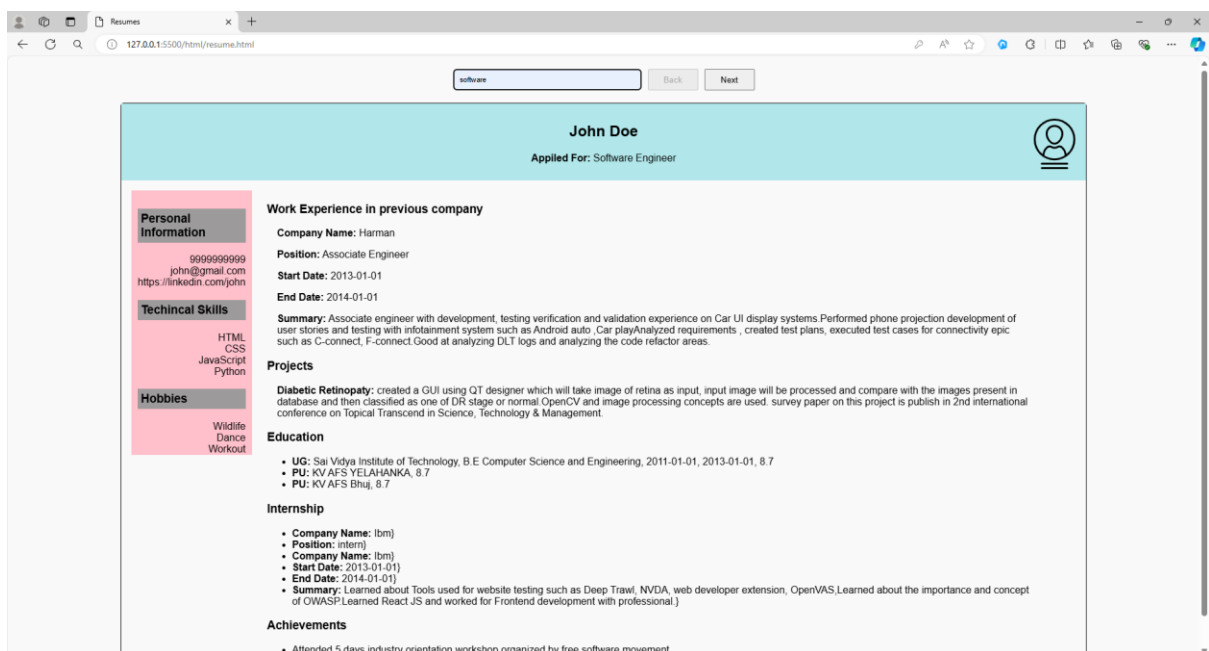 Resumes
127.0.0.1:5500/html/resume.html
software
Back
Next
John Doe
Appiled For: Software Engineer
Personal
Information
9999999999
john@gmail.com
https://linkedin.com/john
Techincal Skills
HTML
CSS
JavaScript
Python
Hobbies
Wildlife
Dance
Workout
Work Experience in previous company
Company Name: Harman
Position: Associate Engineer
Start Date: 2013-01-01
End Date: 2014-01-01
Summary: Associate engineer with development, testing verification and validation experience on Car UI display systems.Performed phone projection development of
user stories and testing with infotainment system such as Android auto ,Car playAnalyzed requirements , created test plans, executed test cases for connectivity epic
such as C-connect, F-connect.Good at analyzing DLT logs and analyzing the code refactor areas.
Projects
Diabetic Retinopaty: created a GUI using QT designer which will take image of retina as input, input image will be processed and compare with the images present in
database and then classified as one of DR stage or normal.OpenCV and image processing concepts are used. survey paper on this project is publish in 2nd international
conference on Topical Transcend in Science, Technology & Management.
Education
• UG: Sai Vidya Institute of Technology, B.E Computer Science and Engineering, 2011-01-01, 2013-01-01, 8.7
• PU: KV AFS YELAHANKA, 8.7
• PU: KV AFS Bhuj, 8.7
Internship
• Company Name: Ibm}
• Position: intern}
• Company Name: Ibm}
• Start Date: 2013-01-01}
• End Date: 2014-01-01}
• Summary: Learned about Tools used for website testing such as Deep Trawl, NVDA, web developer extension, OpenVAS,Learned about the importance and concept
of OWASP.Learned React JS and worked for Frontend development with professional.}
Achievements
• Attended 5 days industry orientation workshop organized by free software movement